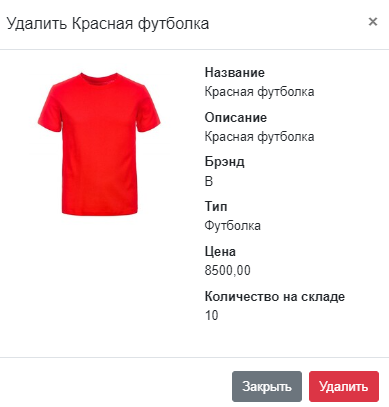 Удалить Красная футболка
×
Название
Красная футболка
Описание
Красная футболка
Брэнд
B
Тип
Футболка
Цена
8500,00
Количество на складе
10
Закрыть
Удалить